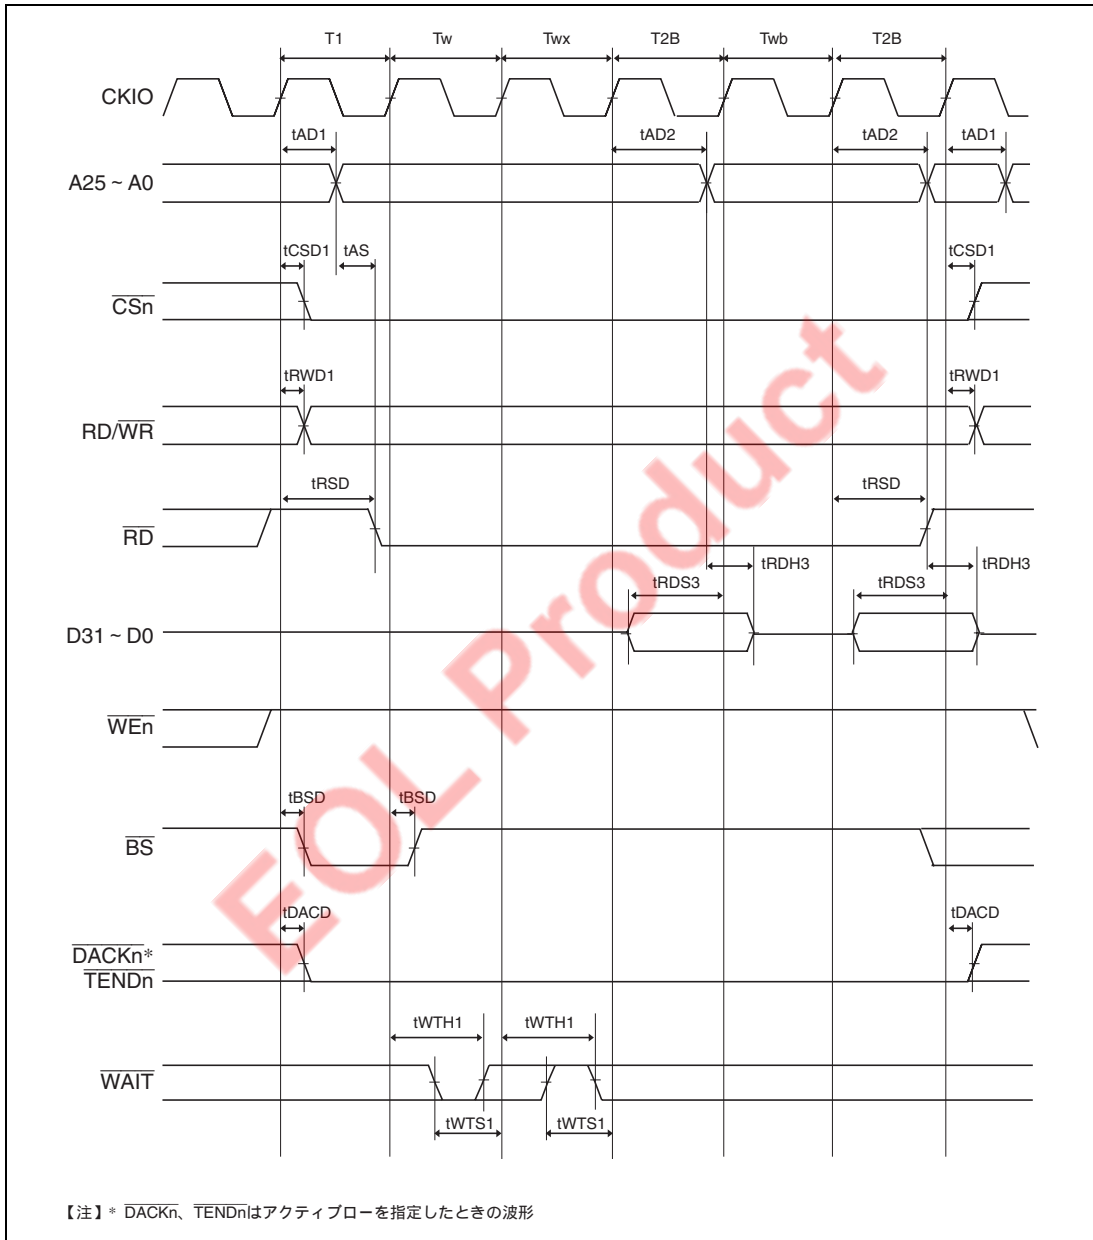 T1 Tw Twx T2B Twb T2B
CKIO
tAD1 tAD2 tAD2 tAD1
A25 ~ A0
tCSD1 tAS tCSD1
CSn
tRWD1 tRWD1
RD/WR
tRSD tRSD
RD
tRDH3 tRDH3
tRDS3 tRDS3
D31 ~ D0
WEn
tBSD tBSD
BS
tDACD tDACD
DACKn*
TENDn
tWTH1 tWTH1
WAIT
tWTS1 tWTS1
EOL Product
【注】* DACKn、TENDnはアクティブローを指定したときの波形